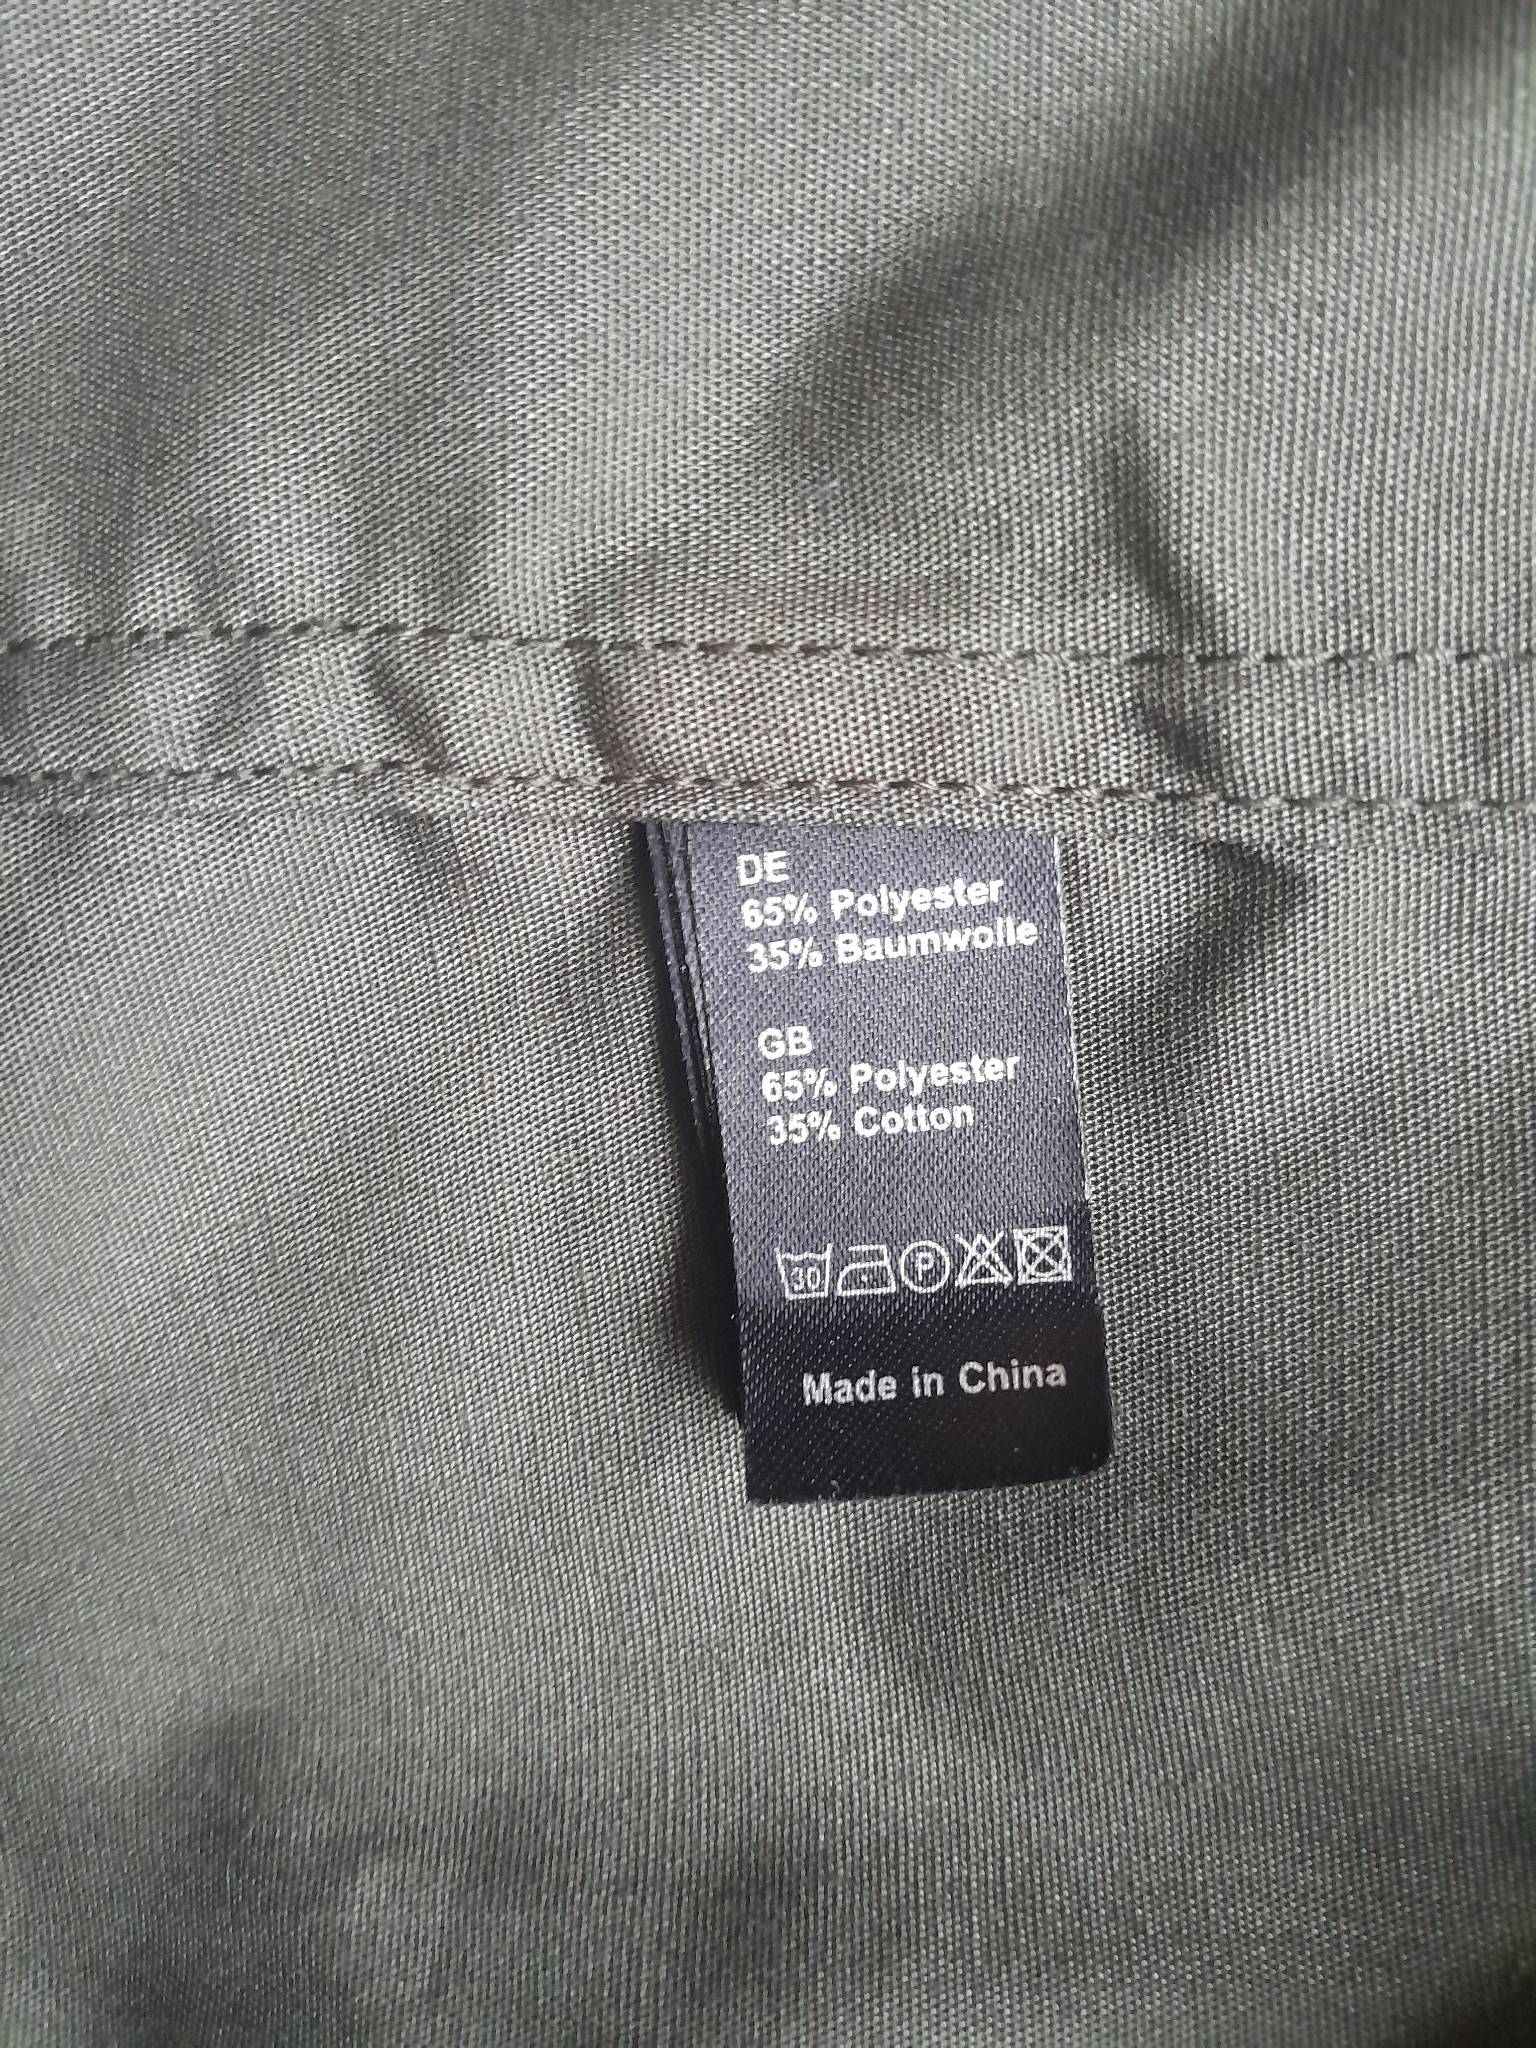 DE
65% Polyester
35% Baumwolle
GB
65% Polyester
35% Cotton
30 P
Made in China